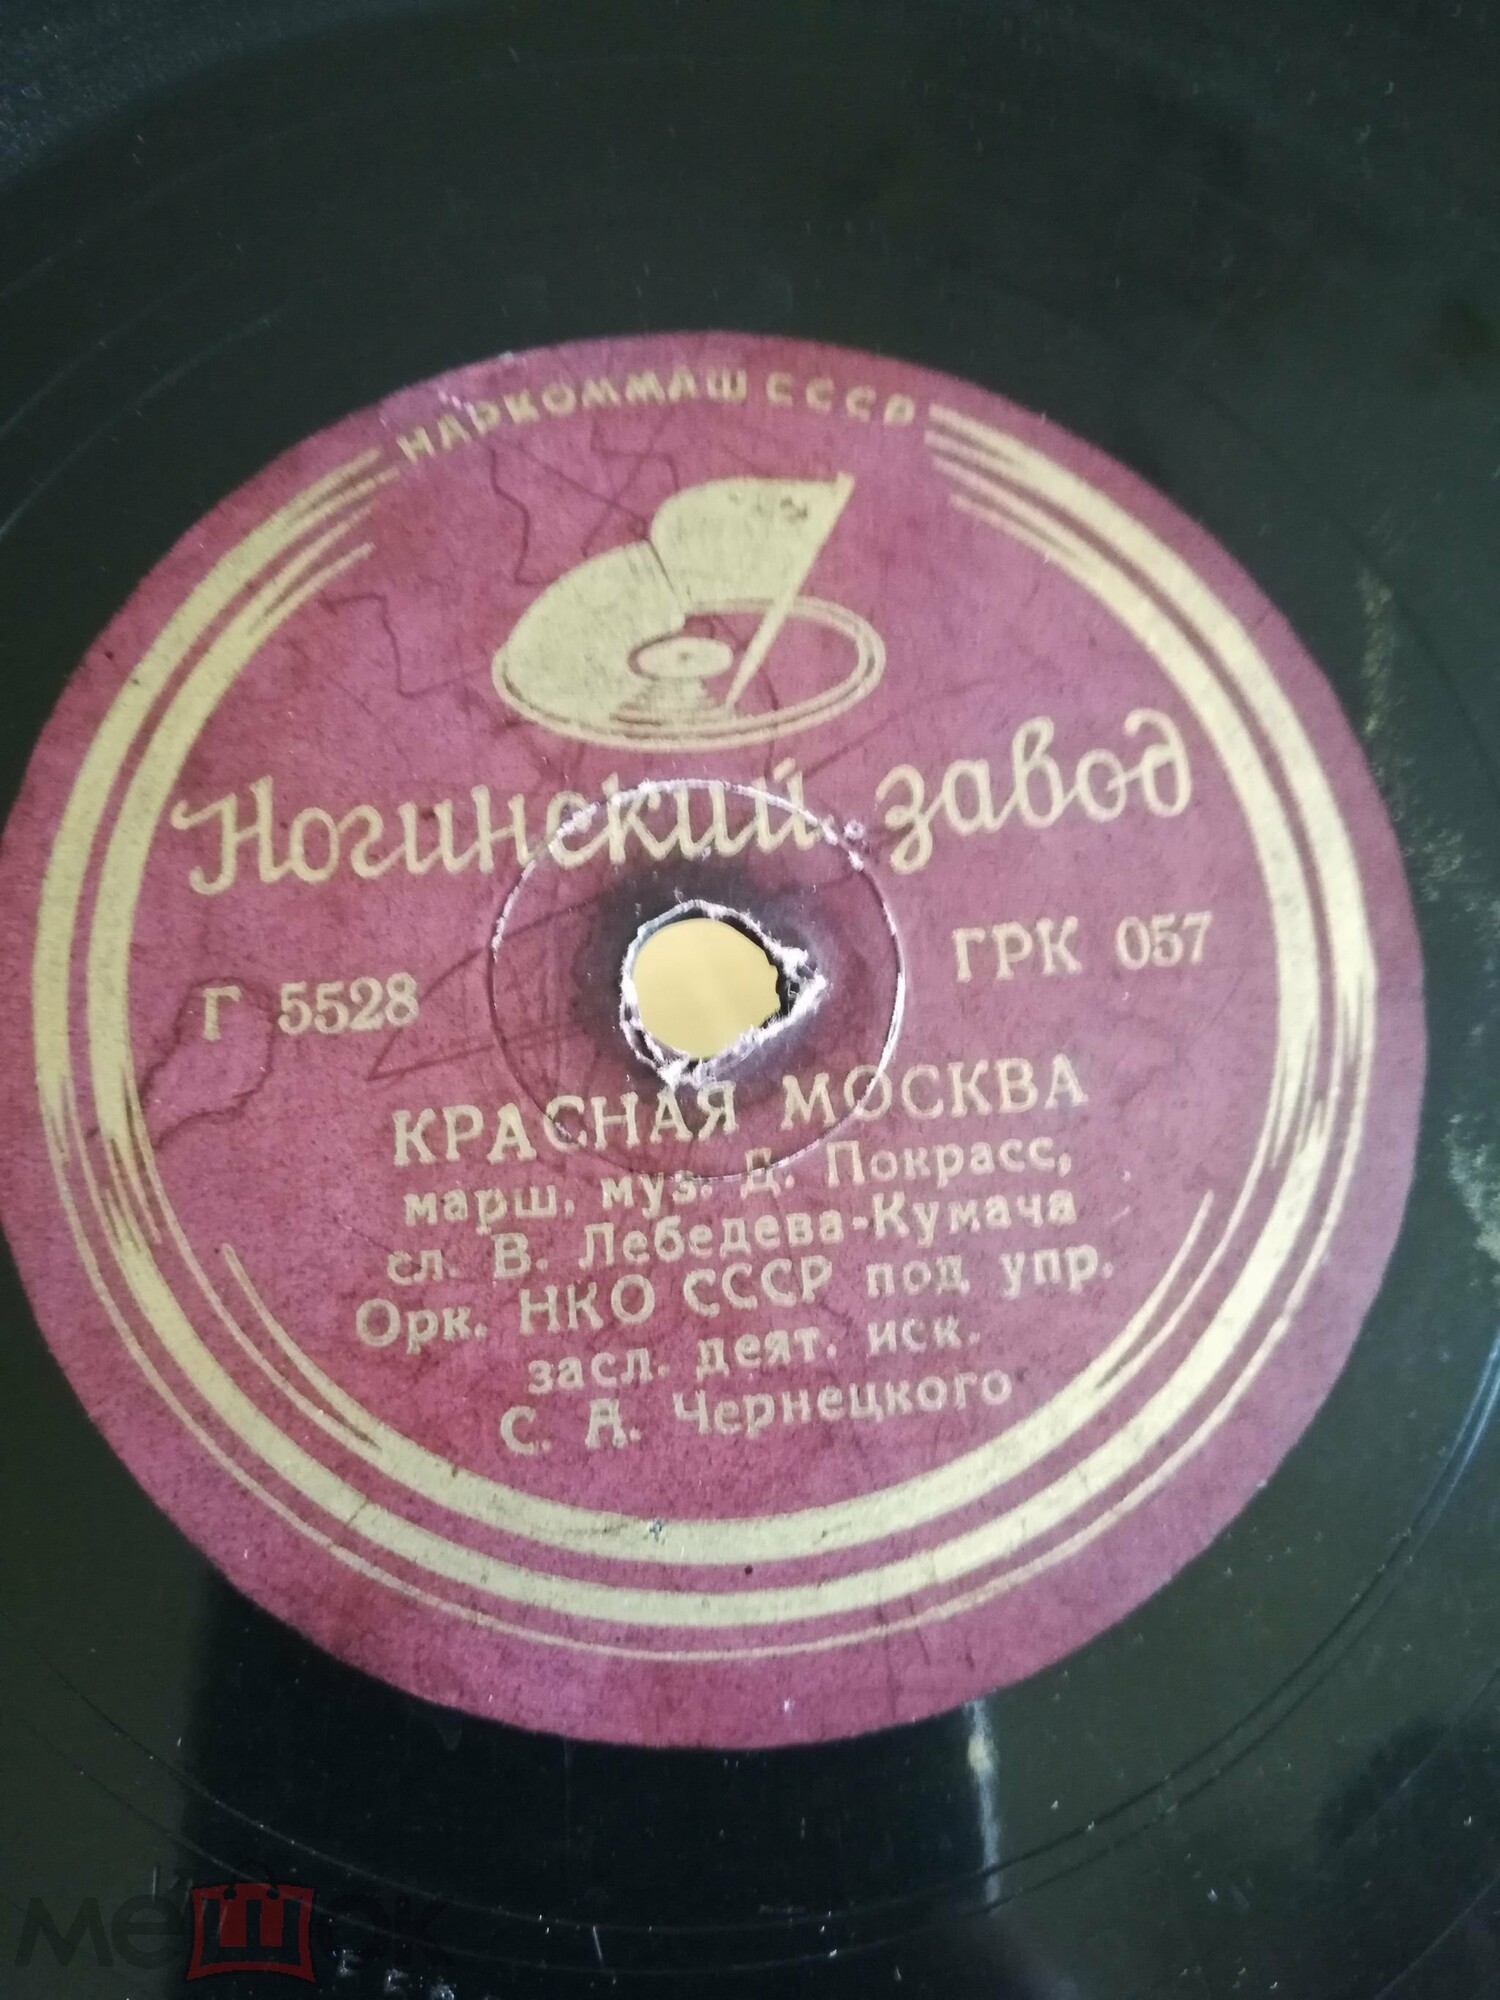 НАРКОММАШ СССР
Ногинский завод
Г 5528
ГРК 057
КРАСНАЯ МОСКВА
марш, муз. Д. Покрасс,
сл. В. Лебедева-Кумача
Орк. НКО СССР под упр.
засл. деят. иск.
С. А. Чернецкого
мешок